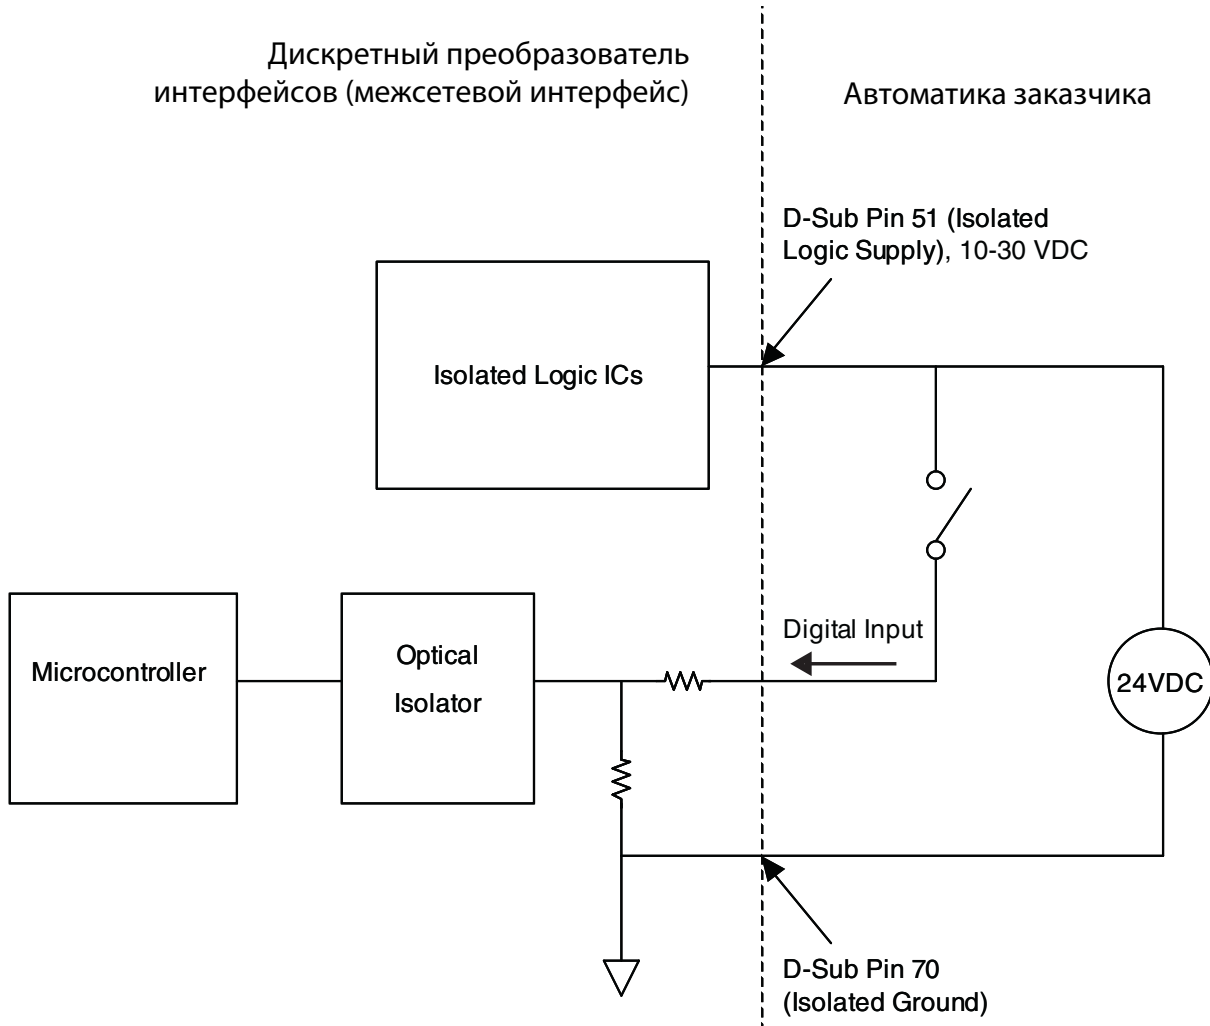 Дискретный преобразователь
интерфейсов (межсетевой интерфейс)
Автоматика заказчика
D-Sub Pin 51 (Isolated
Logic Supply), 10-30 VDC
Isolated Logic ICs
Microcontroller
Optical
Isolator
Digital Input
24VDC
D-Sub Pin 70
(Isolated Ground)